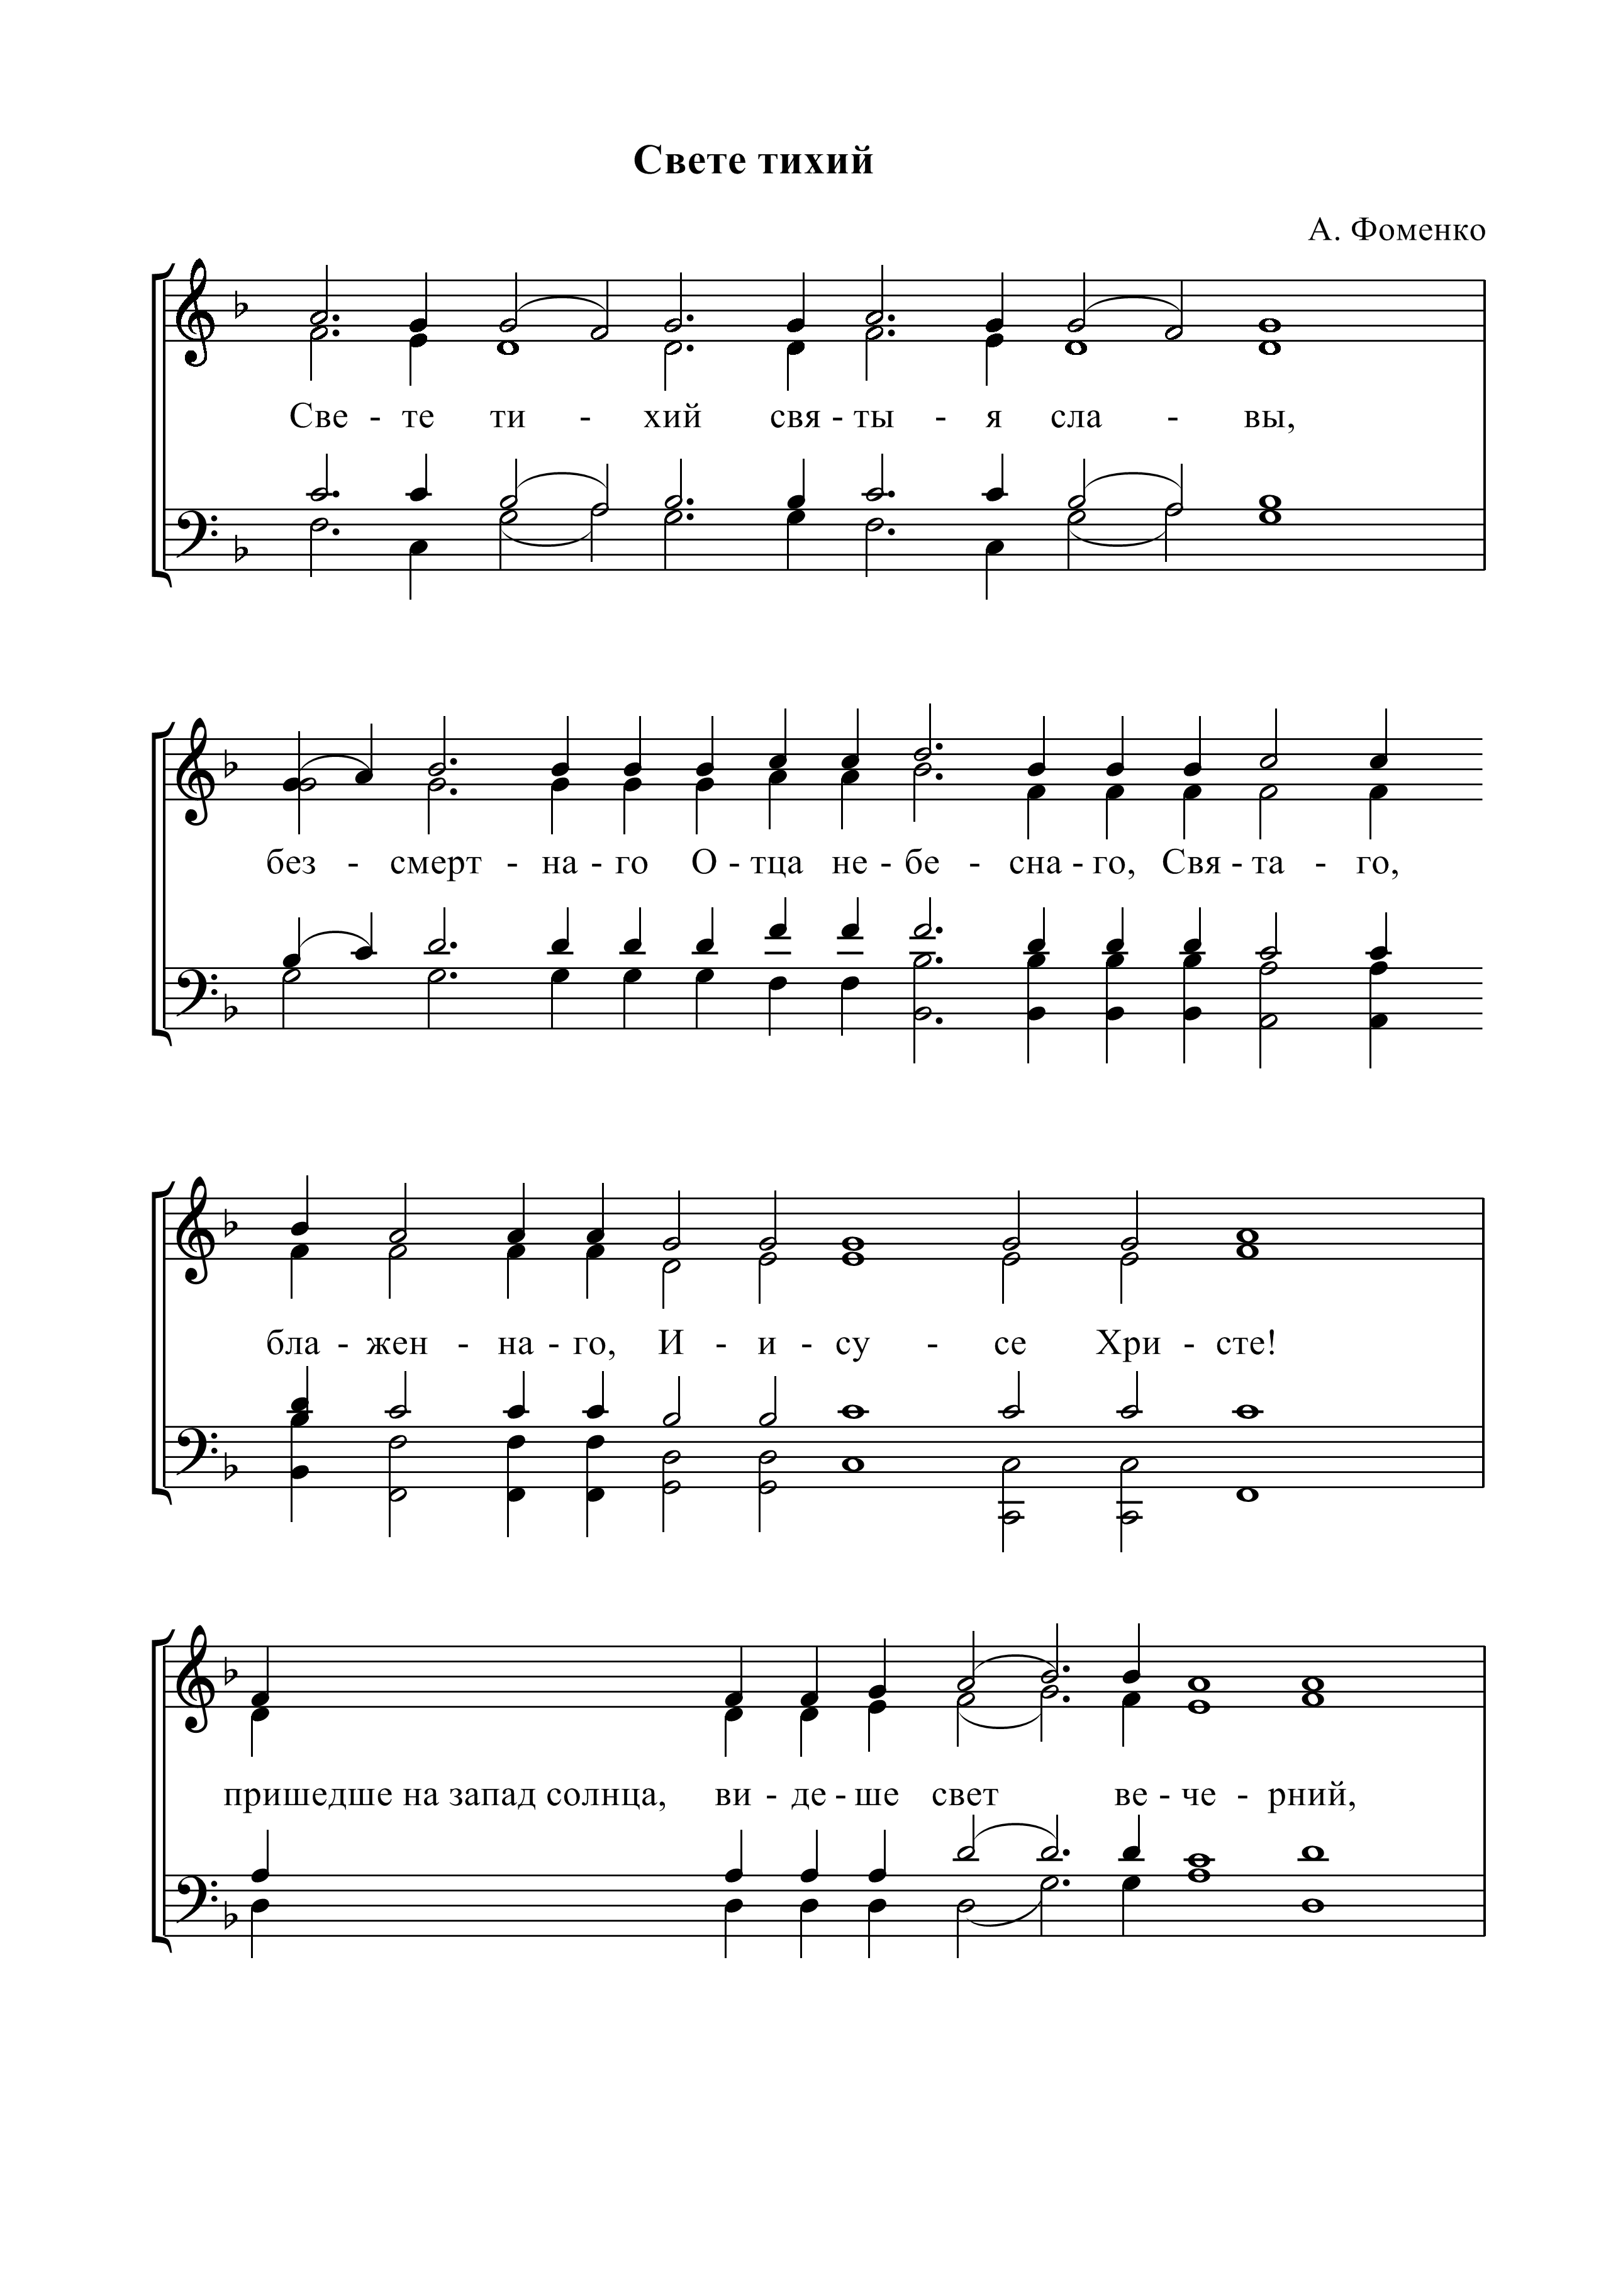 Свете тихий
А. Фоменко
Све - те ти - хий свя - ты - я сла - вы,
без - смерт - на - го О - тца не - бе - сна - го, Свя - та - го,
бла - жен - на - го, И - и - су - се Хри - сте!
пришедше на запад солнца, ви - де - ше свет ве - че - рний,